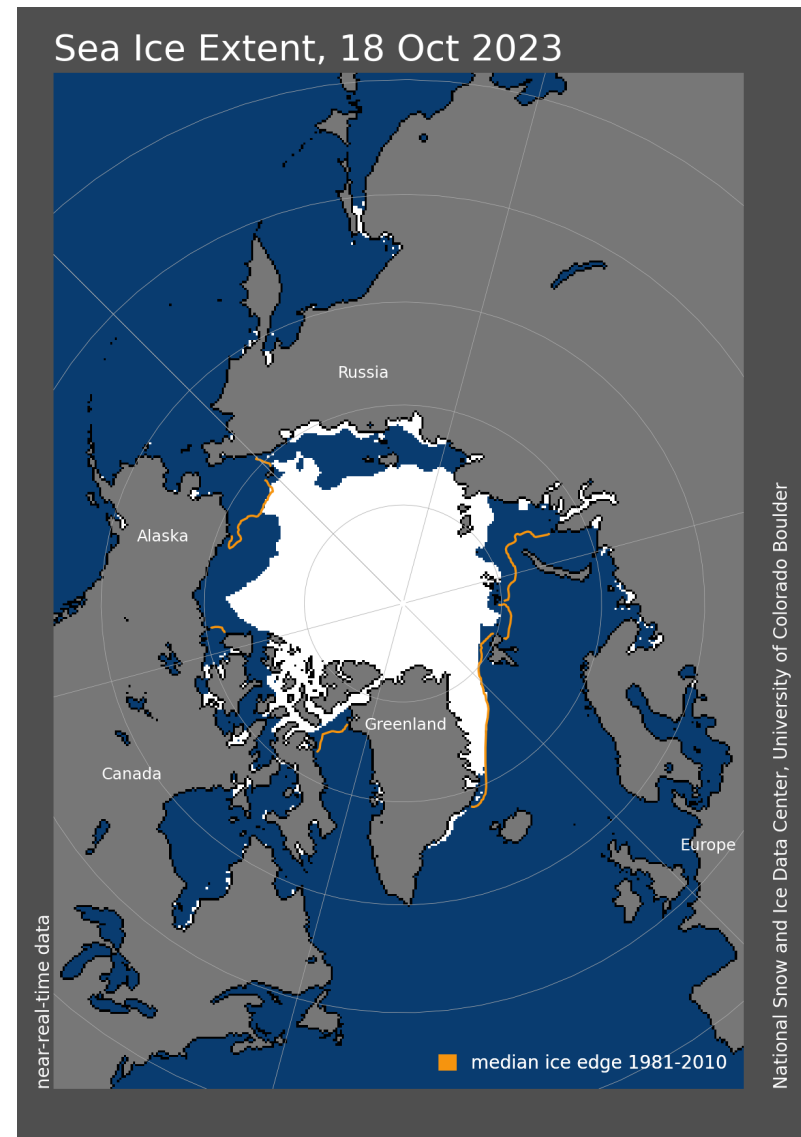 Sea Ice Extent, 18 Oct 2023
Russia
Alaska
Greenland
Canada
Europe
near-real-time data
median ice edge 1981-2010
National Snow and Ice Data Center, University of Colorado Boulder